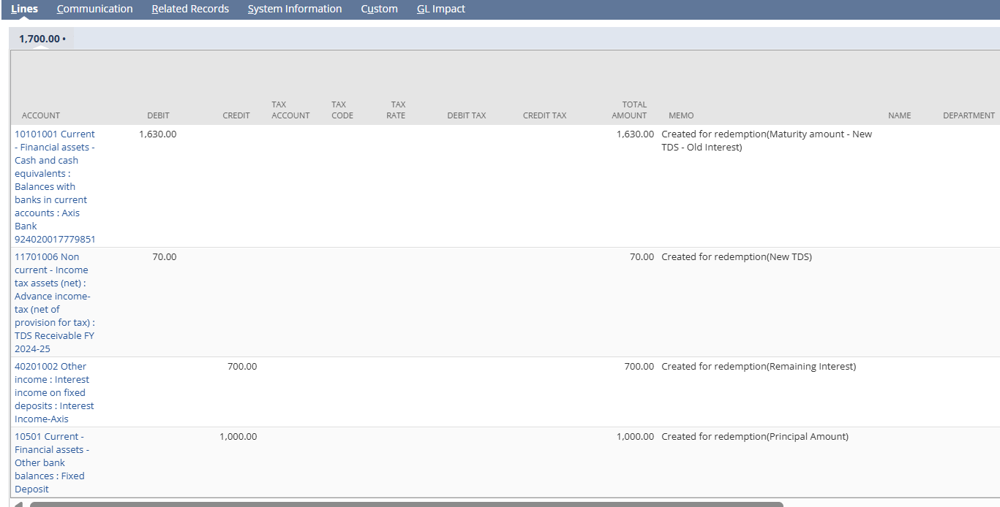 Lines Communication Related Records System Information Custom GL Impact
1,700.00 •
ACCOUNT DEBIT CREDIT TAX ACCOUNT TAX CODE TAX RATE DEBIT TAX CREDIT TAX TOTAL AMOUNT MEMO NAME DEPARTMENT
10101001 Current 1,630.00 1,630.00 Created for redemption(Maturity amount - New
- Financial assets - TDS - Old Interest)
Cash and cash
equivalents :
Balances with
banks in current
accounts : Axis
Bank
924020017779851
11701006 Non 70.00 70.00 Created for redemption(New TDS)
current - Income
tax assets (net) :
Advance income-
tax (net of
provision for tax) :
TDS Receivable FY
2024-25
40201002 Other 700.00 700.00 Created for redemption(Remaining Interest)
income : Interest
income on fixed
deposits : Interest
Income-Axis
10501 Current - 1,000.00 1,000.00 Created for redemption(Principal Amount)
Financial assets -
Other bank
balances : Fixed
Deposit